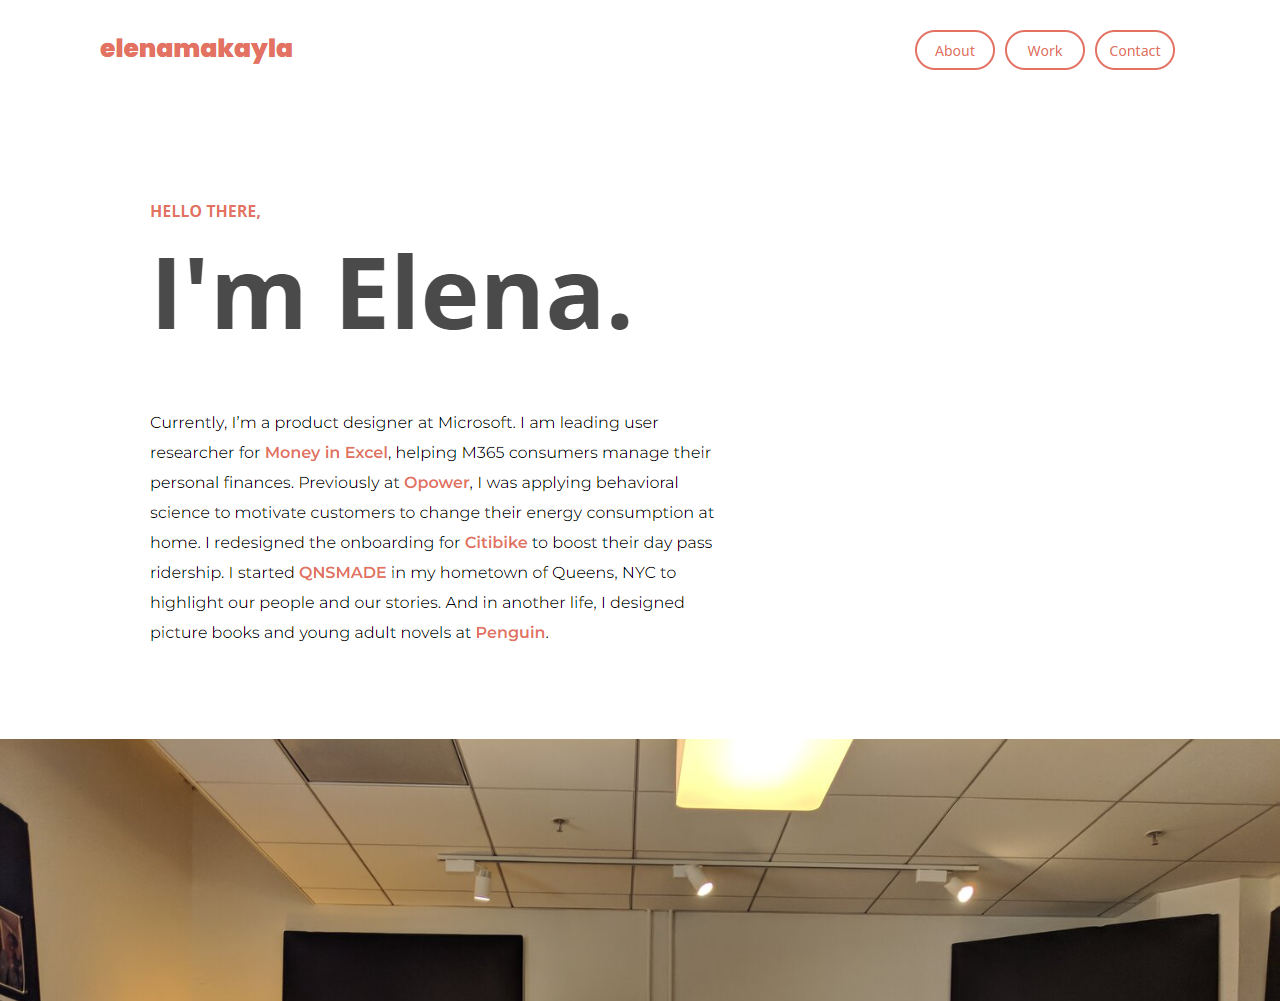 elenamakayla
About
Work
Contact
HELLO THERE,
I'm Elena.
Currently, I’m a product designer at Microsoft. I am leading user
researcher for Money in Excel, helping M365 consumers manage their
personal finances. Previously at Opower, I was applying behavioral
science to motivate customers to change their energy consumption at
home. I redesigned the onboarding for Citibike to boost their day pass
ridership. I started QNSMADE in my hometown of Queens, NYC to
highlight our people and our stories. And in another life, I designed
picture books and young adult novels at Penguin.